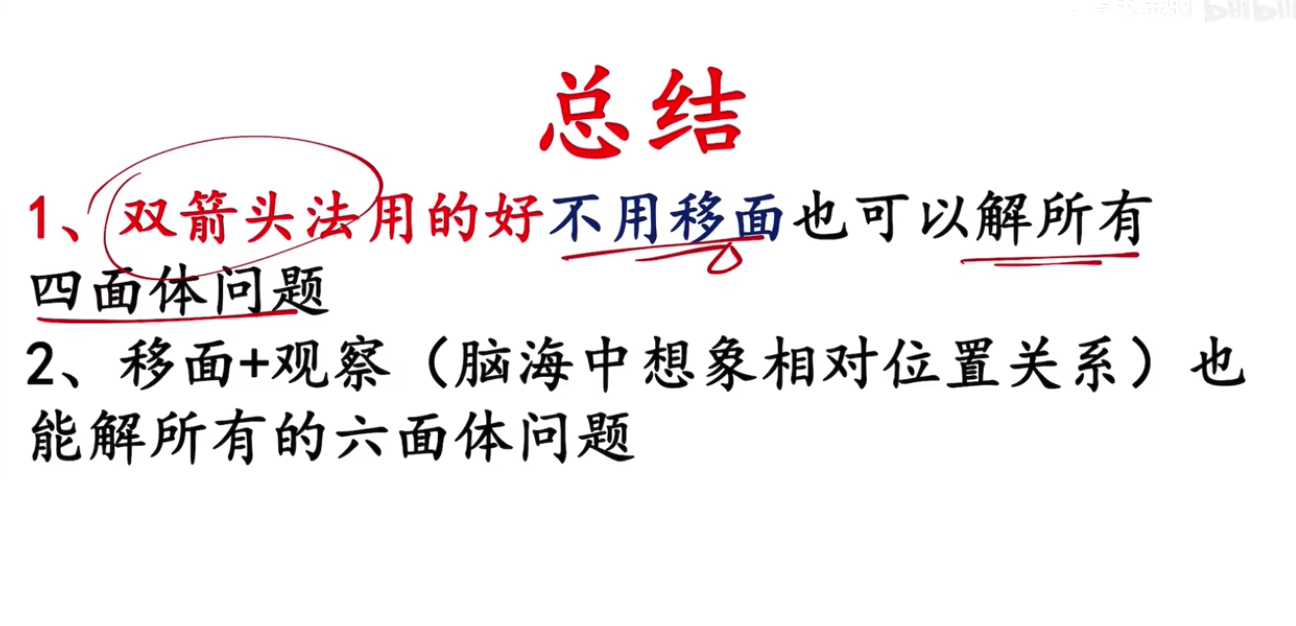 总结
1、双箭头法用的好不用移面也可以解所有
四面体问题
2、移面+观察（脑海中想象相对位置关系）也
能解所有的六面体问题